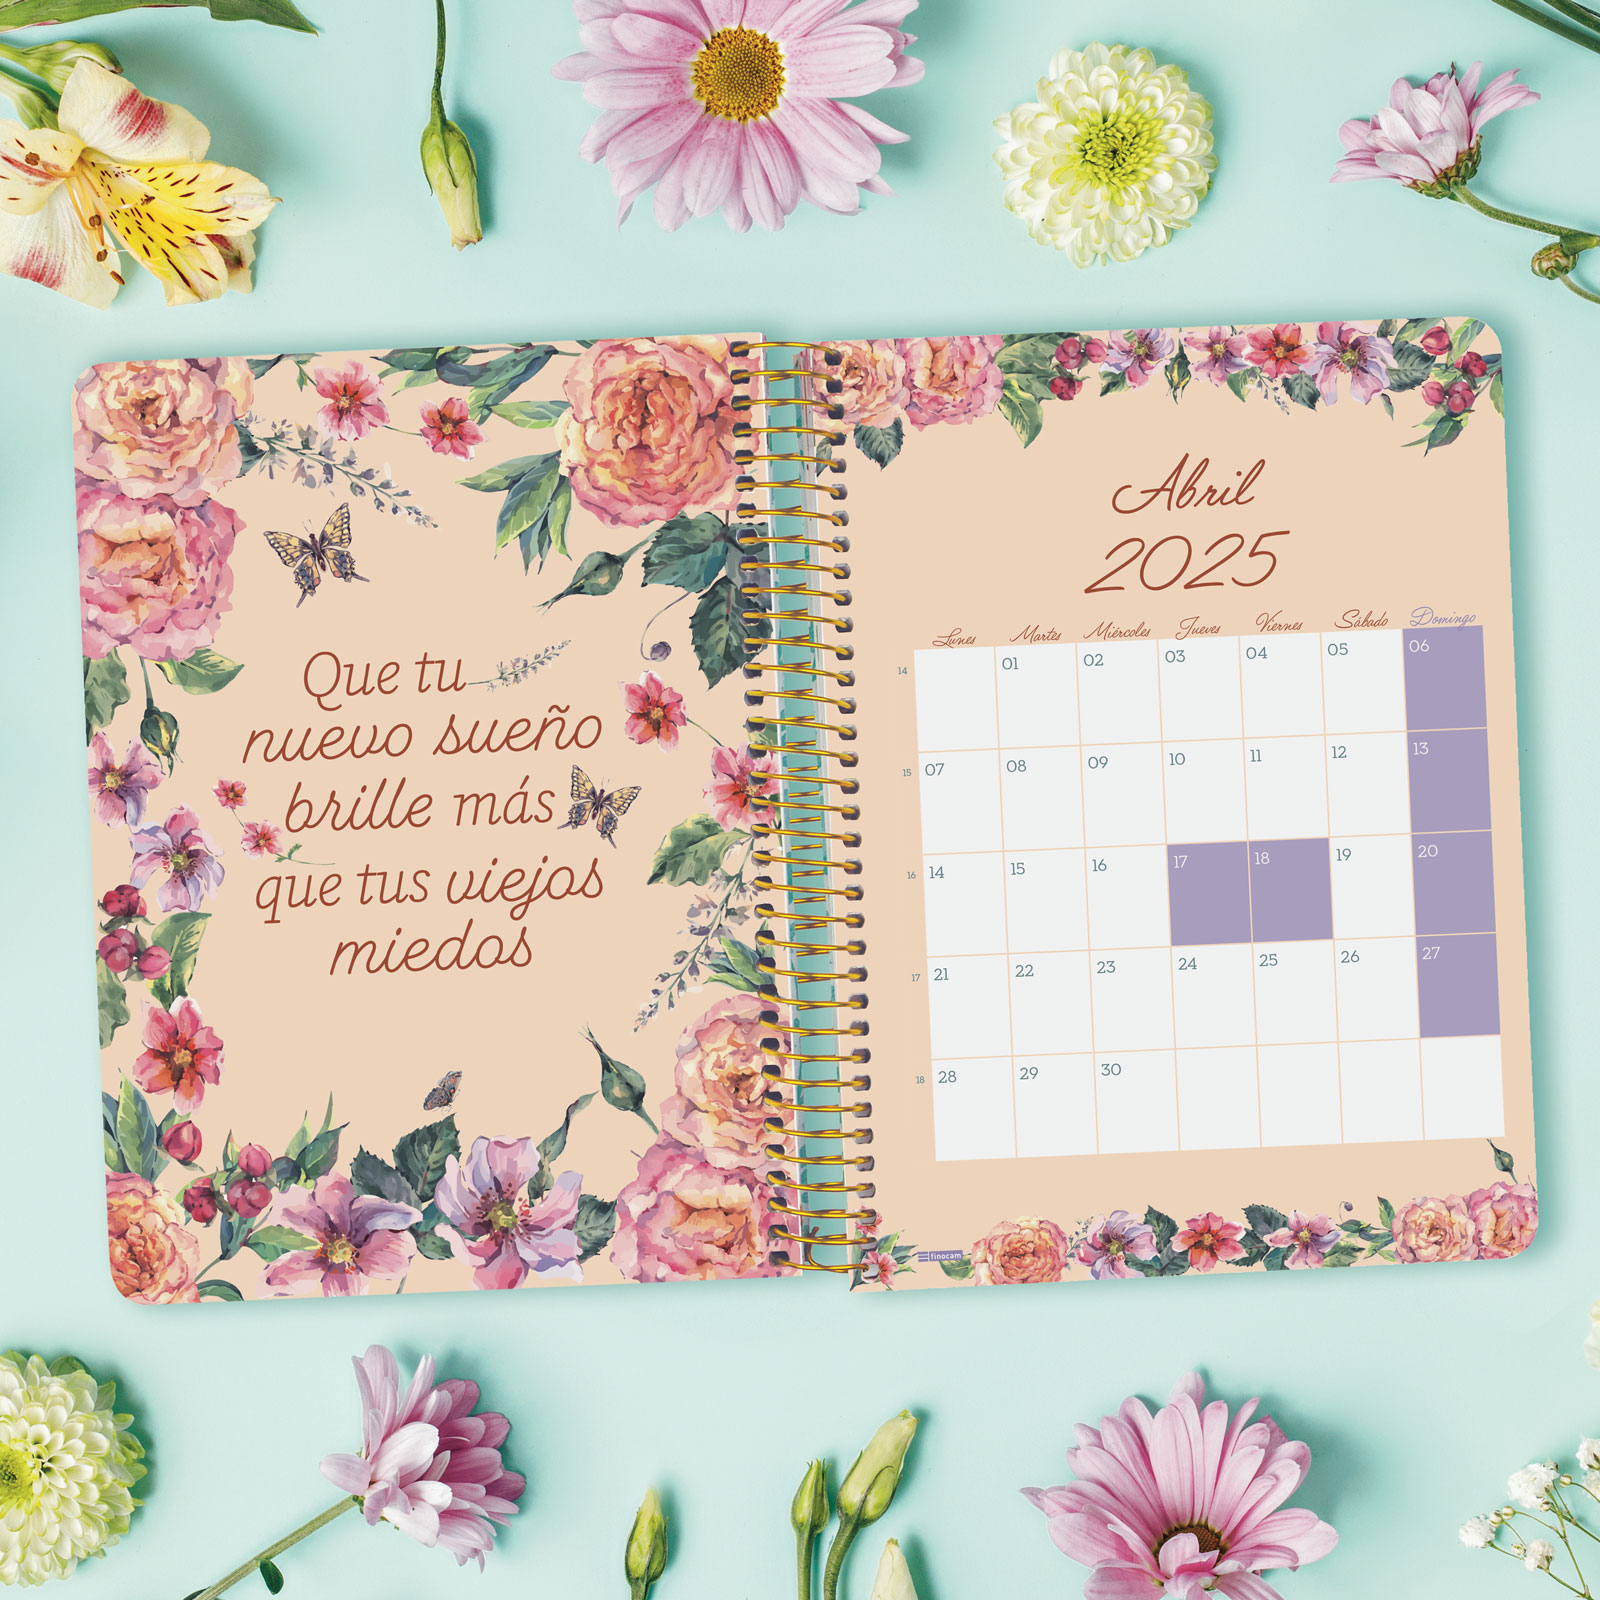 Que tu
nuevo sueño
brille más
que tus viejos
miedos
Abril
2025
Lunes Martes Miércoles Jueves Viernes Sábado Domingo
14 01 02 03 04 05 06
15 07 08 09 10 11 12 13
16 14 15 16 17 18 19 20
17 21 22 23 24 25 26 27
18 28 29 30
finocam